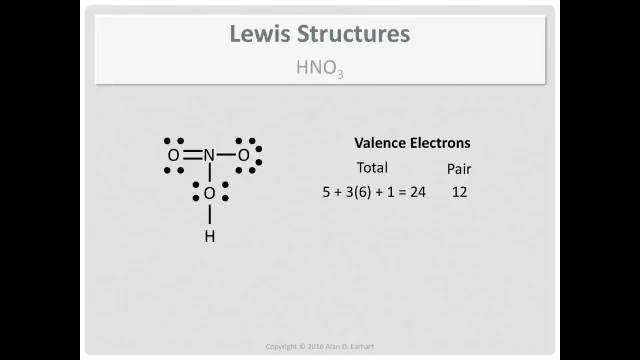 Lewis Structures
HNO₃
Valence Electrons
Total Pair
O=N—O
5 + 3(6) + 1 = 24 12
O
H
Copyright © 2016 Alan D. Earhart